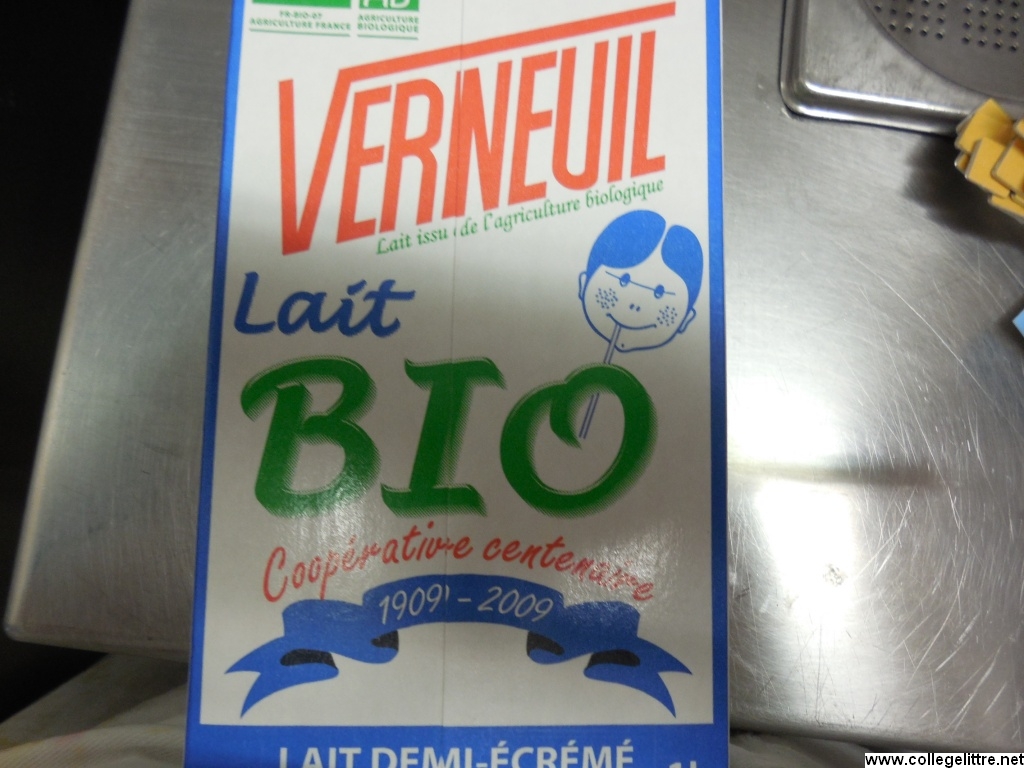 FR-BIO-07
AGRICULTURE FRANCE
AB
AGRICULTURE
BIOLOGIQUE
VERNEUIL
Lait issu de l'agriculture biologique
Lait
BIO
Coopérative centenaire
1909 - 2009
LAIT DEMI-ÉCRÉMÉ
www.collegelittre.net